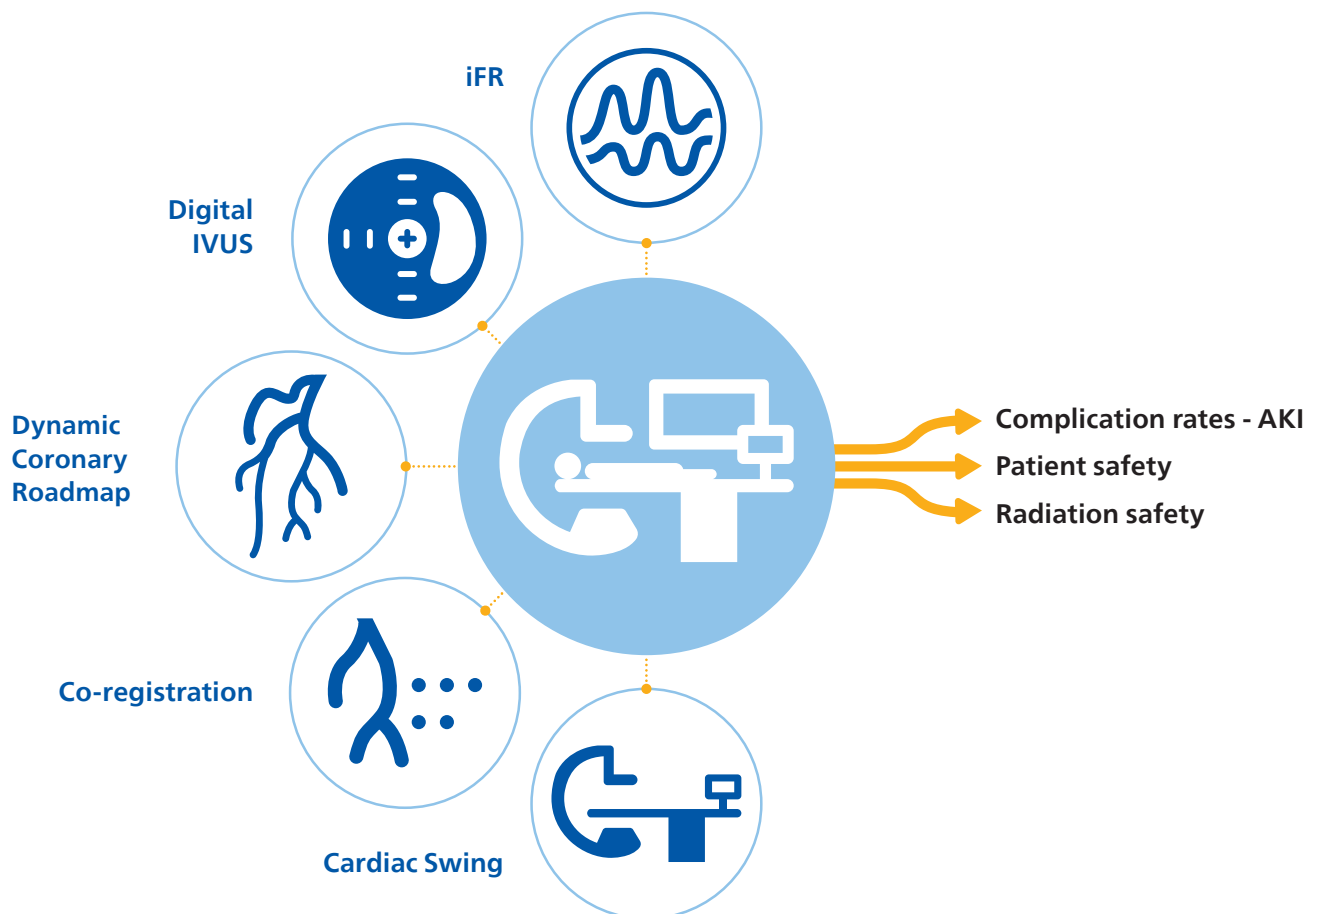 iFR
Digital
IVUS
Dynamic
Coronary
Roadmap
Co-registration
Cardiac Swing
Complication rates - AKI
Patient safety
Radiation safety